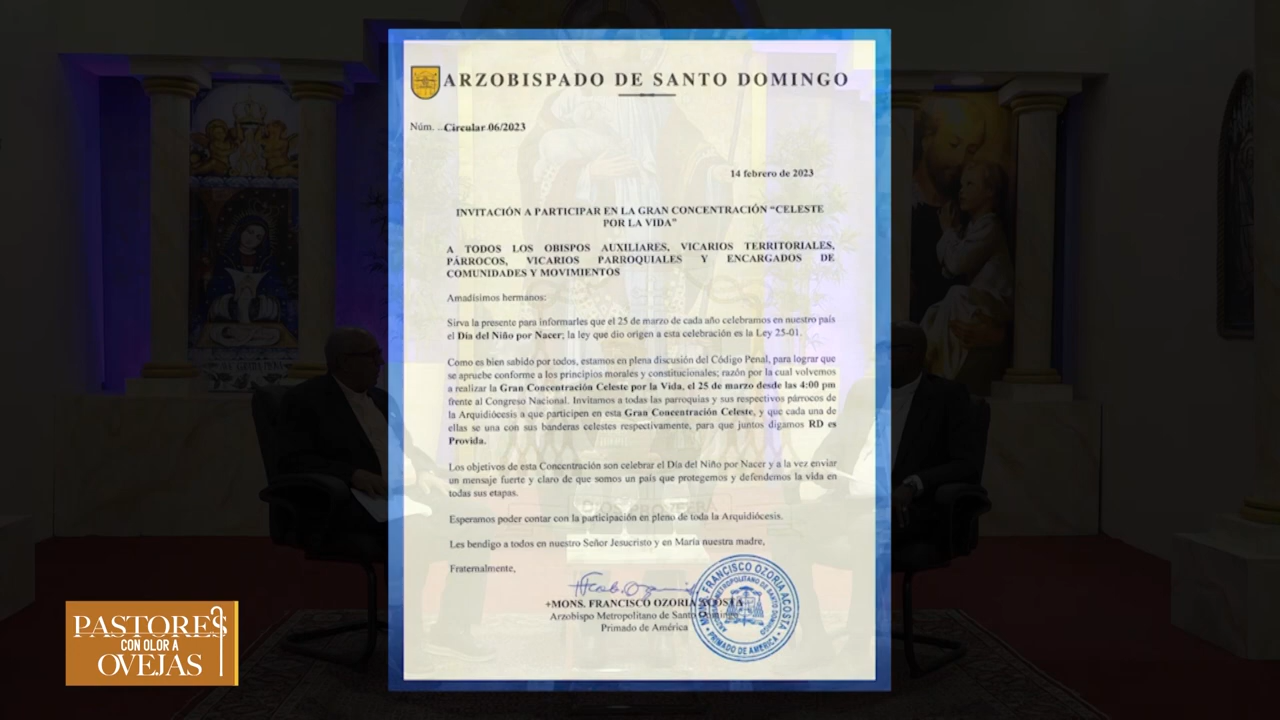 ARZOBISPADO DE SANTO DOMINGO
Núm. Circular 06/2023
14 febrero de 2023
INVITACIÓN A PARTICIPAR EN LA GRAN CONCENTRACIÓN “CELESTE
POR LA VIDA”
A TODOS LOS OBISPOS AUXILIARES, VICARIOS TERRITORIALES,
PÁRROCOS, VICARIOS PARROQUIALES Y ENCARGADOS DE
COMUNIDADES Y MOVIMIENTOS
Amadísimos hermanos:
Sirva la presente para informarles que el 25 de marzo de cada año celebramos en nuestro país
el Día del Niño por Nacer; la ley que dio origen a esta celebración es la Ley 25-01.
Como es bien sabido por todos, estamos en plena discusión del Código Penal, para lograr que
se apruebe conforme a los principios morales y constitucionales; razón por la cual volvemos
a realizar la Gran Concentración Celeste por la Vida, el 25 de marzo desde las 4:00 pm
frente al Congreso Nacional. Invitamos a todas las parroquias y sus respectivos párrocos de
la Arquidiócesis a que participen en esta Gran Concentración Celeste, y que cada una de
ellas se una con sus banderas celestes respectivamente, para que juntos digamos RD es
Provida.
Los objetivos de esta Concentración son celebrar el Día del Niño por Nacer y a la vez enviar
un mensaje fuerte y claro de que somos un país que protegemos y defendemos la vida en
todas sus etapas.
Esperamos poder contar con la participación en pleno de toda la Arquidiócesis.
Les bendigo a todos en nuestro Señor Jesucristo y en María nuestra madre,
Fraternalmente,
+MONS. FRANCISCO OZORIA ACOSTA
Arzobispo Metropolitano de Santo Domingo
Primado de América
MONS. FRANCISCO OZORIA ACOSTA
ARZOBISPO METROPOLITANO DE SANTO DOMINGO
PRIMADO DE AMÉRICA
PASTORES
CON OLOR A
OVEJAS